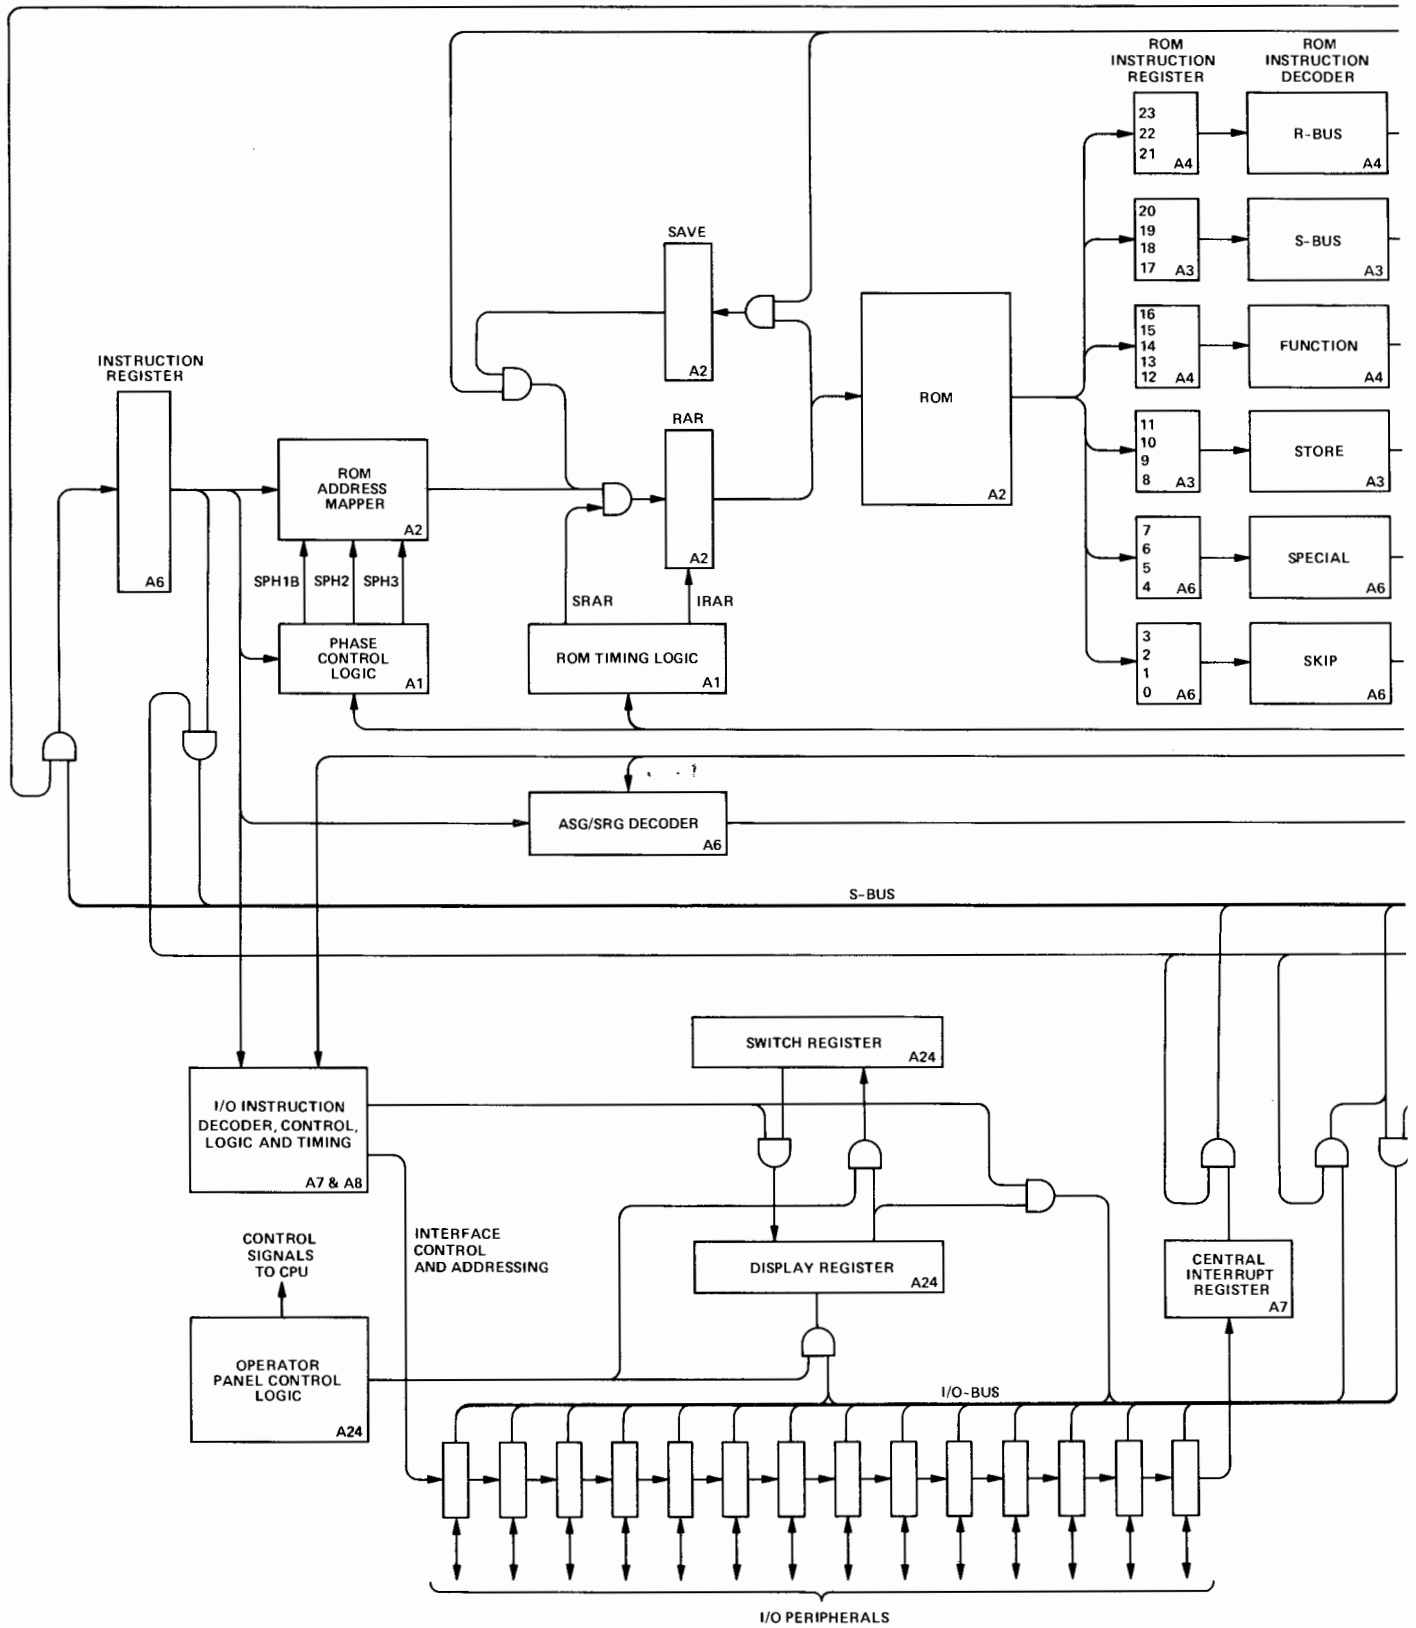 ROM
INSTRUCTION
REGISTER
ROM
INSTRUCTION
DECODER
23
22
21
A4
R-BUS
A4
20
19
18
17
A3
S-BUS
A3
16
15
14
13
12
A4
FUNCTION
A4
11
10
9
8
A3
STORE
A3
7
6
5
4
A6
SPECIAL
A6
3
2
1
0
A6
SKIP
A6
SAVE
A2
RAR
A2
ROM
A2
INSTRUCTION
REGISTER
A6
ROM
ADDRESS
MAPPER
A2
SPH1B
SPH2
SPH3
PHASE
CONTROL
LOGIC
A1
SRAR
IRAR
ROM TIMING LOGIC
A1
ASG/SRG DECODER
A6
S-BUS
SWITCH REGISTER
A24
I/O INSTRUCTION
DECODER, CONTROL,
LOGIC AND TIMING
A7 & A8
INTERFACE
CONTROL
AND ADDRESSING
CONTROL
SIGNALS
TO CPU
DISPLAY REGISTER
A24
CENTRAL
INTERRUPT
REGISTER
A7
OPERATOR
PANEL CONTROL
LOGIC
A24
I/O-BUS
I/O PERIPHERALS